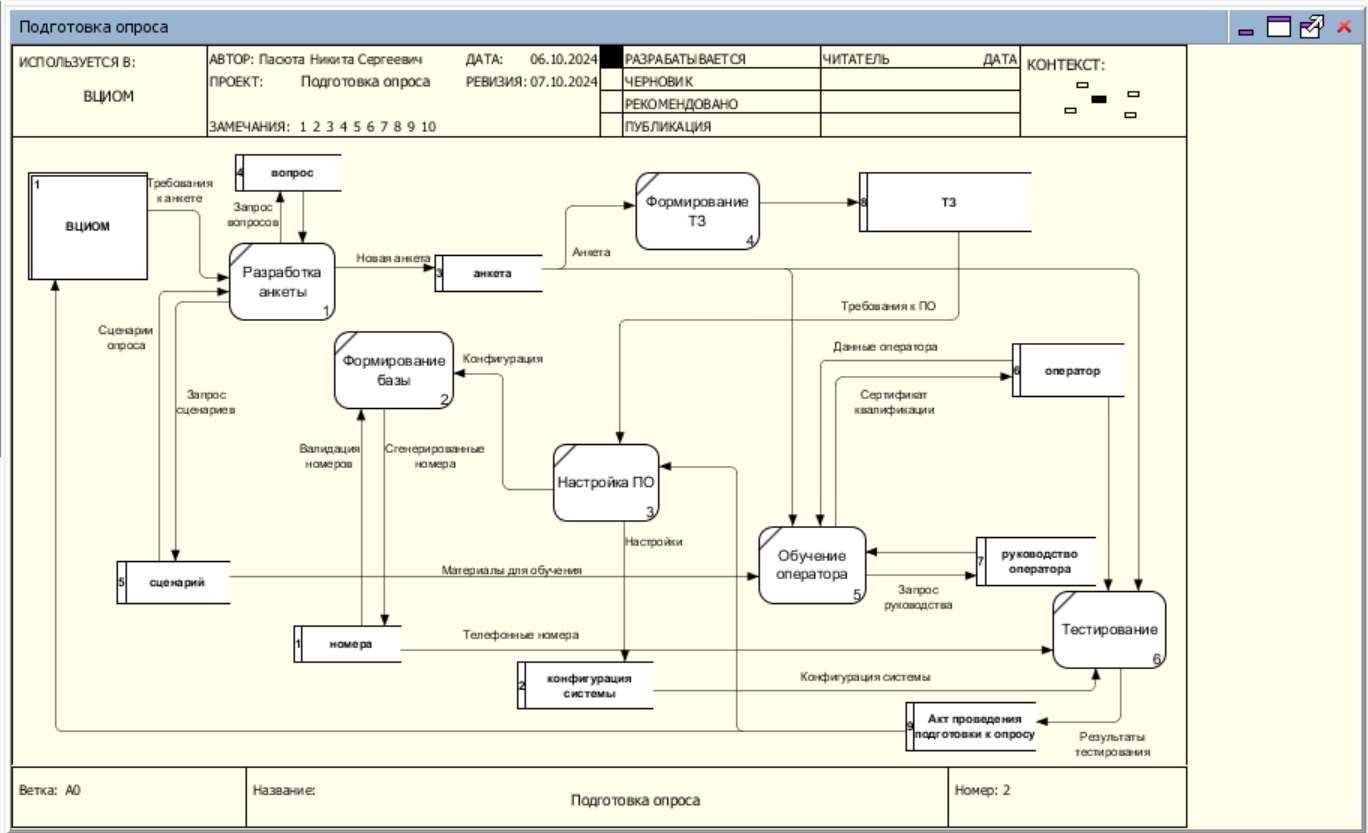 Подготовка опроса
ИСПОЛЬЗУЕТСЯ В:
ВЦИОМ
АВТОР: Пасюта Никита Сергеевич
ДАТА: 06.10.2024
ПРОЕКТ: Подготовка опроса
РЕВИЗИЯ: 07.10.2024
ЗАМЕЧАНИЯ: 1 2 3 4 5 6 7 8 9 10
РАЗРАБАТЫВАЕТСЯ
ЧЕРНОВИК
РЕКОМЕНДОВАНО
ПУБЛИКАЦИЯ
ЧИТАТЕЛЬ
ДАТА
КОНТЕКСТ:
1
ВЦИОМ
Требования
к анкете
4
вопрос
Запрос
вопросов
Разработка
анкеты
1
Новая анкета
3
анкета
Анкета
Формирование
ТЗ
4
8
ТЗ
Требования к ПО
Сценарии
опроса
Запрос
сценариев
Формирование
базы
2
Конфигурация
Данные оператора
6
оператор
Сертификат
квалификации
Валидация
номеров
Сгенерированные
номера
Настройка ПО
3
Настройки
Обучение
оператора
5
7
руководство
оператора
Запрос
руководства
5
сценарий
Материалы для обучения
1
номера
Телефонные номера
Тестирование
6
2
конфигурация
системы
Конфигурация системы
9
Акт проведения
подготовки к опросу
Результаты
тестирования
Ветка: A0
Название:
Подготовка опроса
Номер: 2